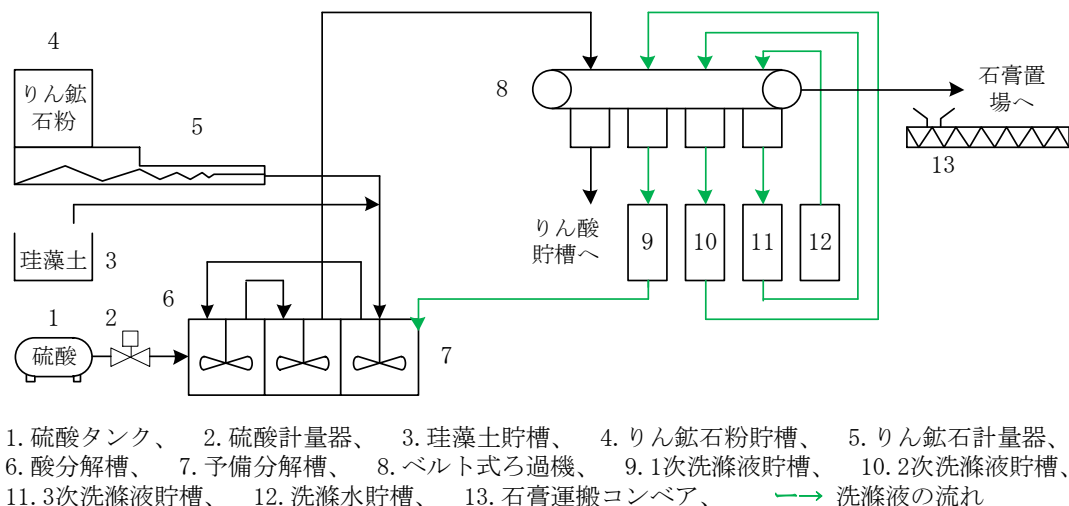 4
りん鉱
石粉
5
珪藻土
3
1
2
硫酸
6
7
8
りん酸
貯槽へ
9
10
11
12
石膏置
場へ
13
1.硫酸タンク、 2.硫酸計量器、 3.珪藻土貯槽、 4.りん鉱石粉貯槽、 5.りん鉱石計量器、
6.酸分解槽、 7.予備分解槽、 8.ベルト式ろ過機、 9.1次洗滌液貯槽、 10.2次洗滌液貯槽、
11.3次洗滌液貯槽、 12.洗滌水貯槽、 13.石膏運搬コンベア、 洗滌液の流れ